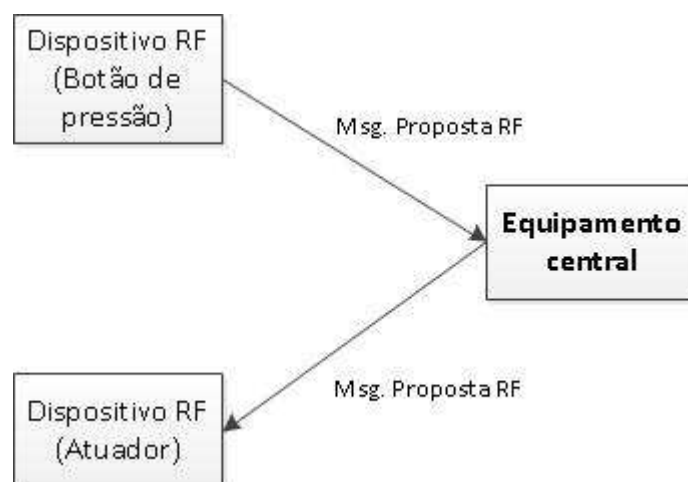 Dispositivo RF
(Botão de
pressão)
Msg. Proposta RF
Equipamento
central
Msg. Proposta RF
Dispositivo RF
(Atuador)